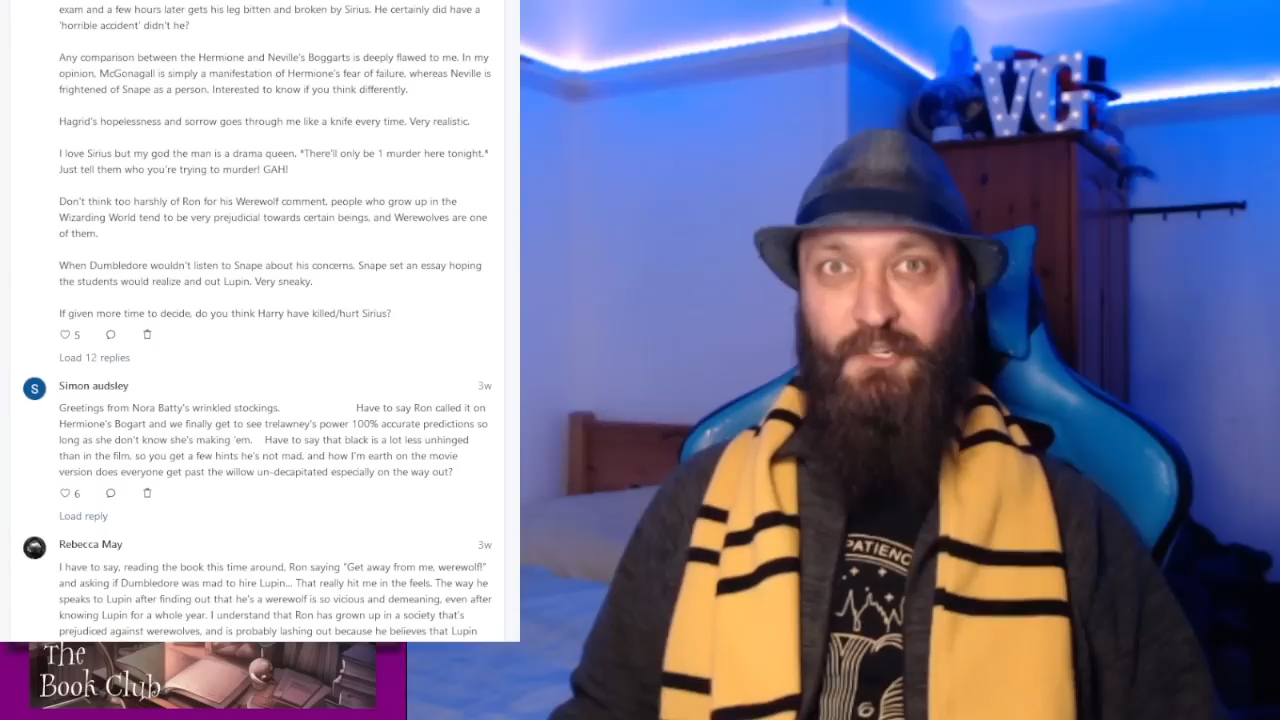 exam and a few hours later gets his leg bitten and broken by Sirius. He certainly did have a
'horrible accident' didn't he?
Any comparison between the Hermione and Neville's Boggarts is deeply flawed to me. In my
opinion, McGonagall is simply a manifestation of Hermione's fear of failure, whereas Neville is
frightened of Snape as a person. Interested to know if you think differently.
Hagrid's hopelessness and sorrow goes through me like a knife every time. Very realistic.
I love Sirius but my god the man is a drama queen. *There'll only be 1 murder here tonight.*
Just tell them who you're trying to murder! GAH!
Don't think too harshly of Ron for his Werewolf comment, people who grow up in the
Wizarding World tend to be very prejudicial towards certain beings, and Werewolves are one
of them.
When Dumbledore wouldn't listen to Snape about his concerns, Snape set an essay hoping
the students would realize and out Lupin. Very sneaky.
If given more time to decide, do you think Harry have killed/hurt Sirius?
5
Load 12 replies
S
Simon audsley 3w
Greetings from Nora Batty's wrinkled stockings. Have to say Ron called it on
Hermione's Bogart and we finally get to see trelawney's power 100% accurate predictions so
long as she don't know she's making 'em. Have to say that black is a lot less unhinged
than in the film, so you get a few hints he's not mad, and how I'm earth on the movie
version does everyone get past the willow un-decapitated especially on the way out?
6
Load reply
Rebecca May 3w
I have to say, reading the book this time around, Ron saying "Get away from me, werewolf!"
and asking if Dumbledore was mad to hire Lupin... That really hit me in the feels. The way he
speaks to Lupin after finding out that he's a werewolf is so vicious and demeaning, even after
knowing Lupin for a whole year. I understand that Ron has grown up in a society that's
prejudiced against werewolves, and is probably lashing out because he believes that Lupin
The
Book Club
VG
PATIENC